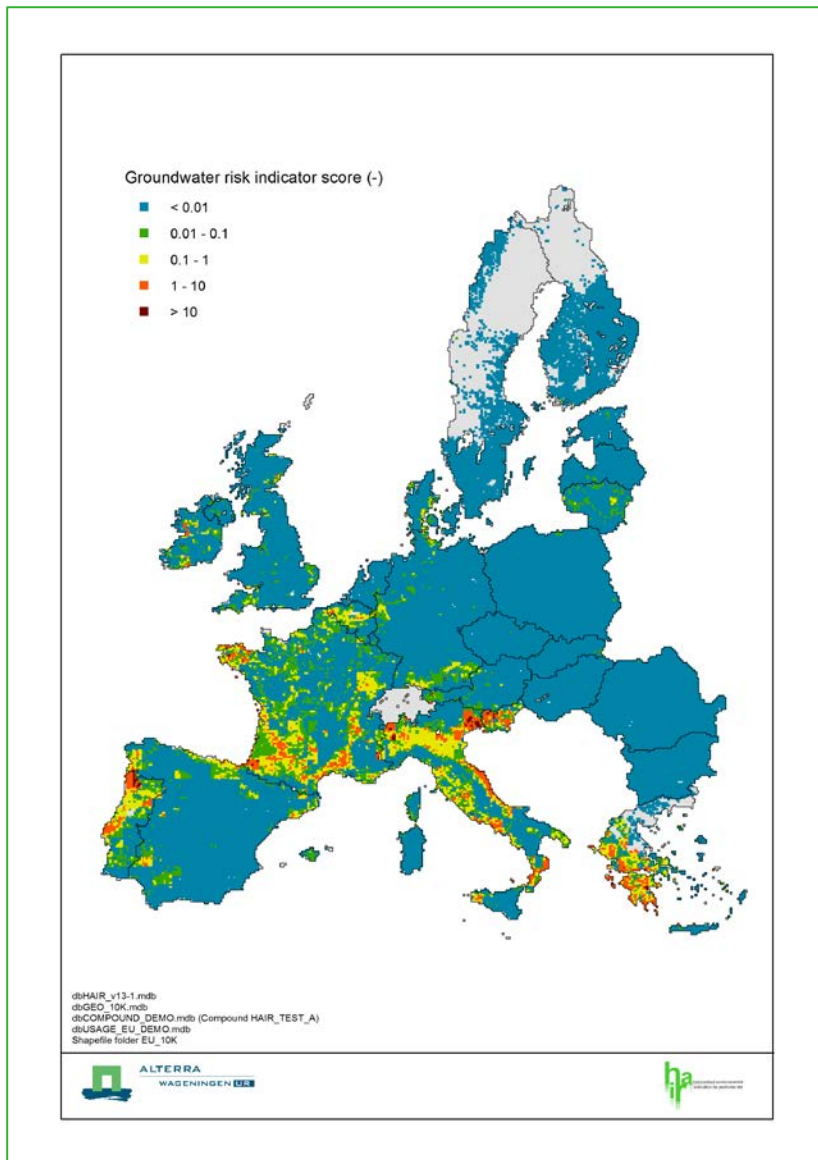 Groundwater risk indicator score (-)
< 0.01
0.01 - 0.1
0.1 - 1
1 - 10
> 10
dbHAIR_v13-1.mdb
dbGEO_10K.mdb
dbCOMPOUND_DEMO.mdb (Compound HAIR_TEST_A)
dbUSAGE_EU_DEMO.mdb
Shapefile folder EU_10K
ALTERRA
WAGENINGEN UR
hair